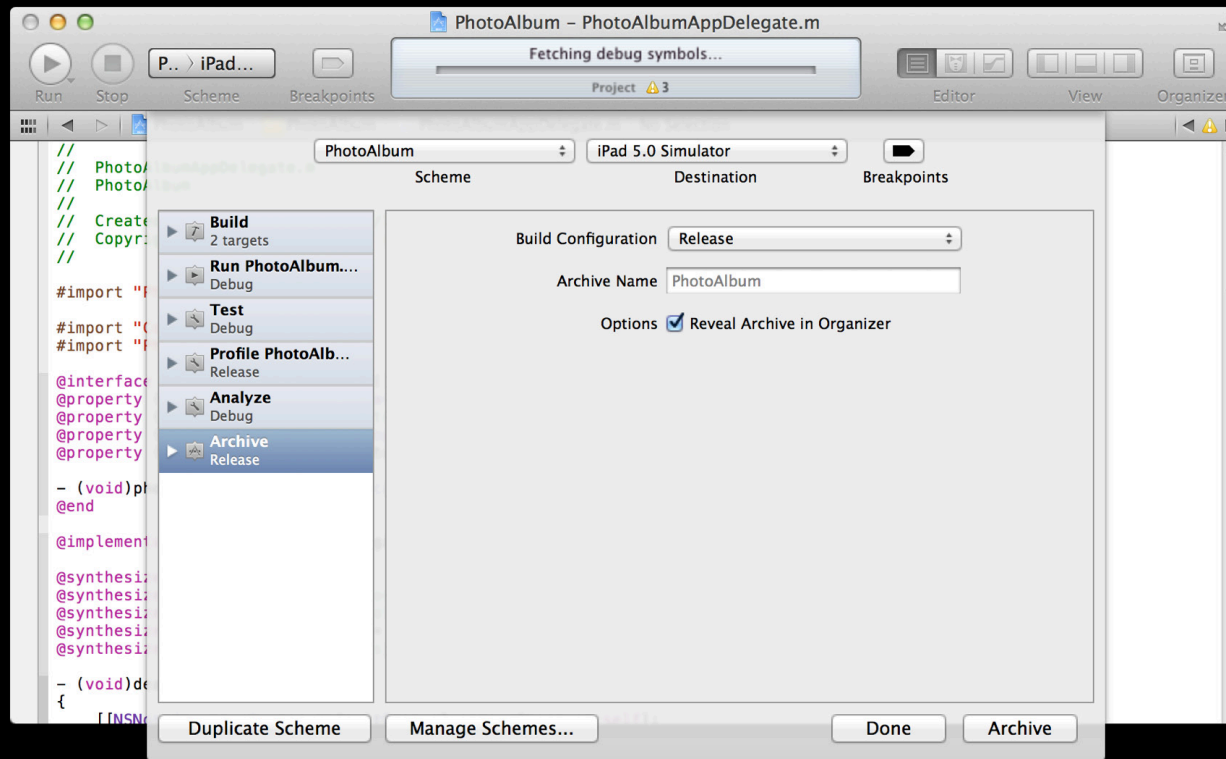 PhotoAlbum – PhotoAlbumAppDelegate.m
P.. 〉 iPad...
Fetching debug symbols...
Project 3
Run Stop Scheme Breakpoints Editor View Organizer
PhotoAlbum iPad 5.0 Simulator
Scheme Destination Breakpoints
//
// PhotoA
// PhotoA
//
// Create
// Copyri
//
#import "P
#import "
#import "P
@interface
@property
@property
@property
@property
- (void)ph
@end
@implement
@synthesiz
@synthesiz
@synthesiz
@synthesiz
@synthesiz
- (void)de
{
[[NSNo
Build
2 targets
Run PhotoAlbum....
Debug
Test
Debug
Profile PhotoAlb...
Release
Analyze
Debug
Archive
Release
Build Configuration Release
Archive Name PhotoAlbum
Options Reveal Archive in Organizer
Duplicate Scheme Manage Schemes... Done Archive